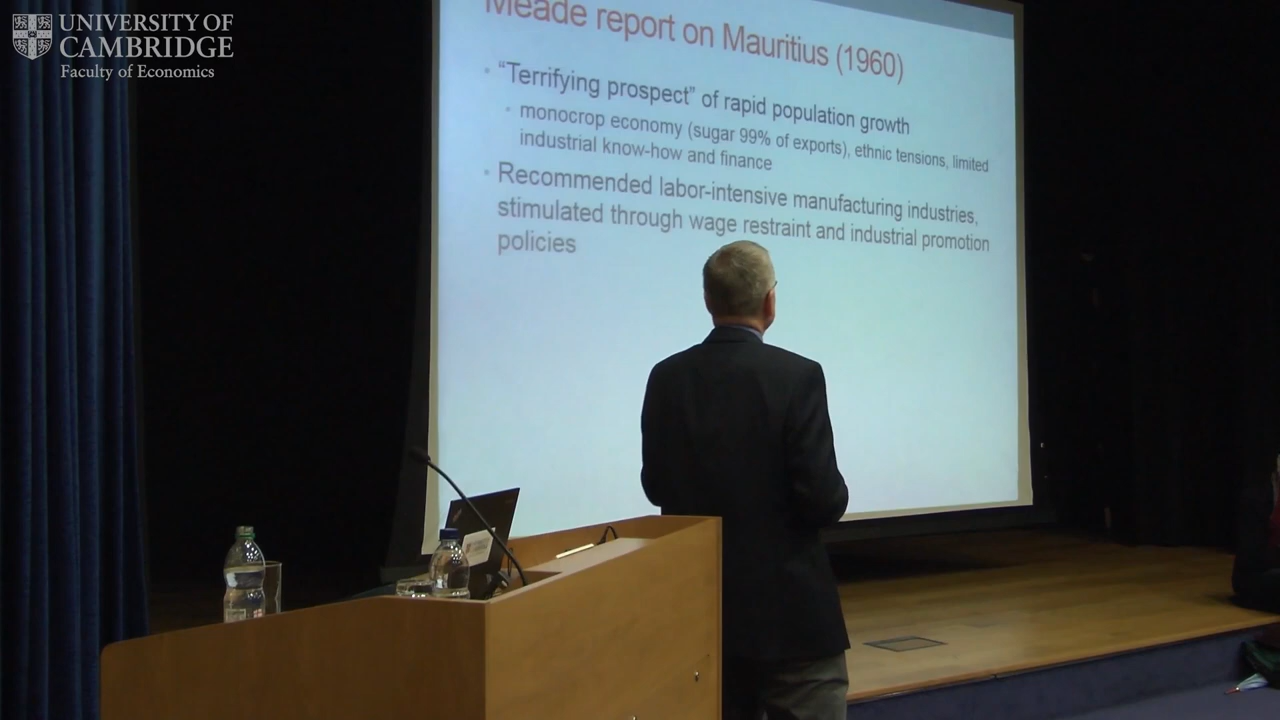 UNIVERSITY OF
CAMBRIDGE
Faculty of Economics
Meade report on Mauritius (1960)
“Terrifying prospect” of rapid population growth
monocrop economy (sugar 99% of exports), ethnic tensions, limited
industrial know-how and finance
Recommended labor-intensive manufacturing industries,
stimulated through wage restraint and industrial promotion
policies